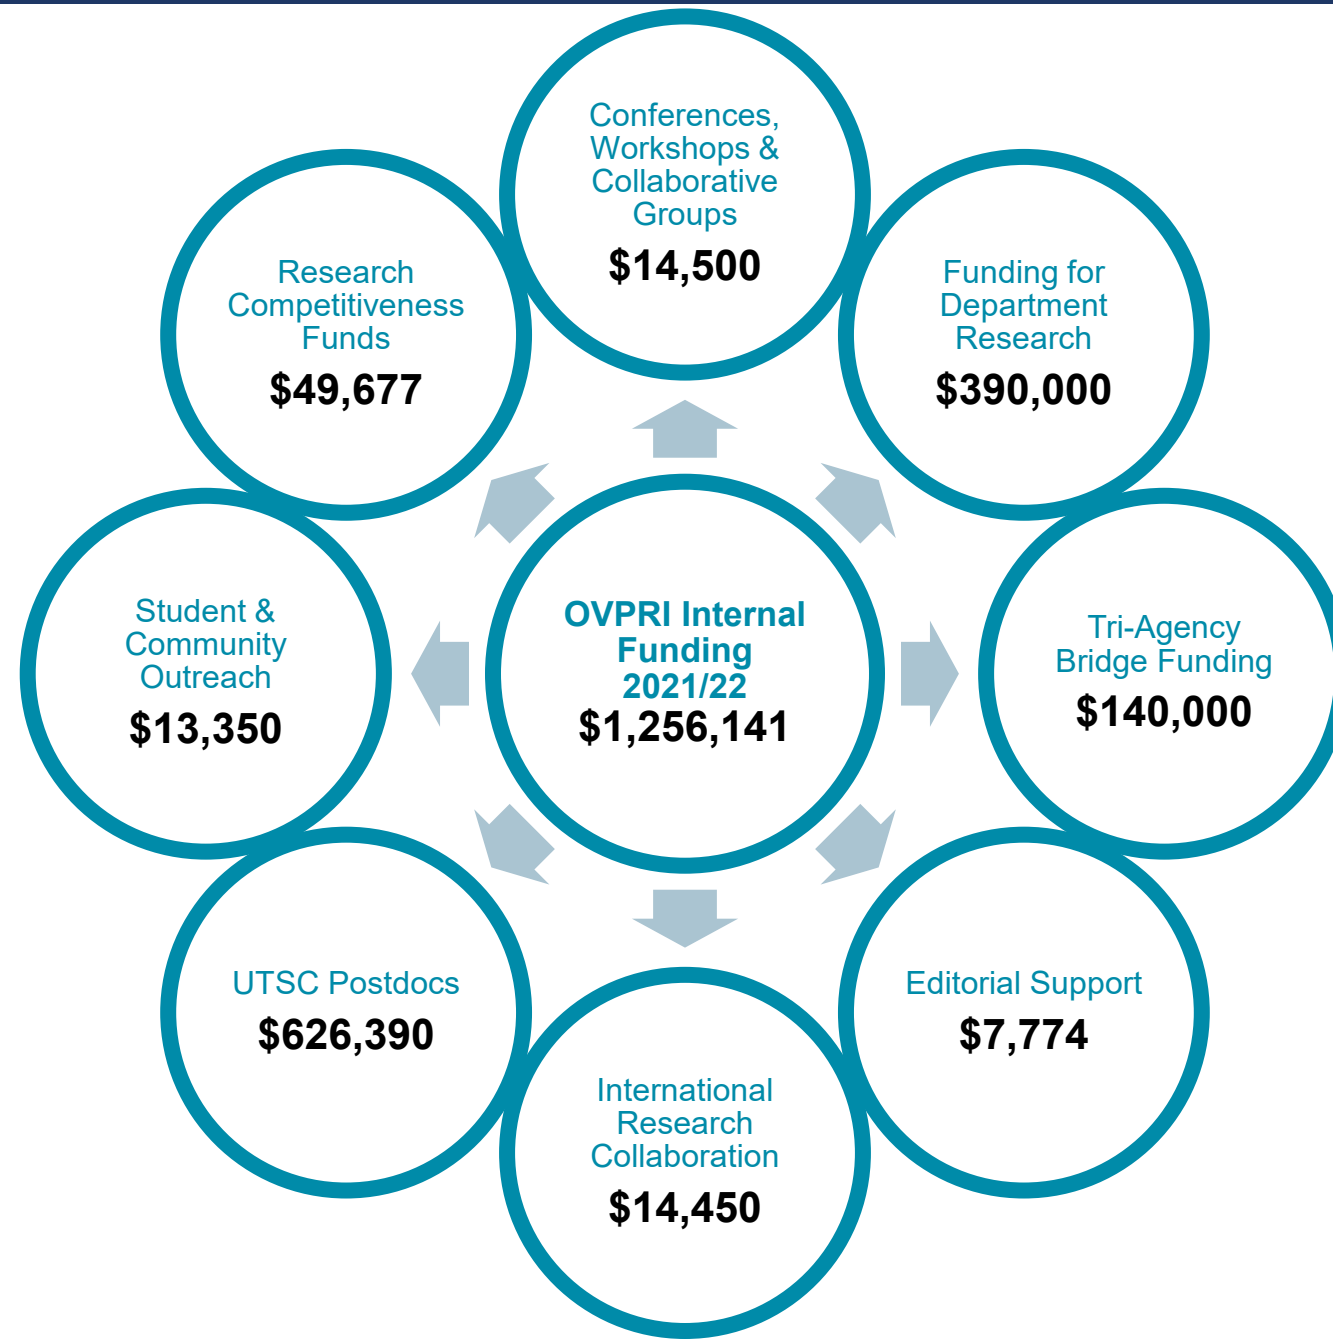 Conferences,
Workshops &
Collaborative
Groups
$14,500
Funding for
Department
Research
$390,000
Tri-Agency
Bridge Funding
$140,000
Editorial Support
$7,774
International
Research
Collaboration
$14,450
UTSC Postdocs
$626,390
Student &
Community
Outreach
$13,350
Research
Competitiveness
Funds
$49,677
OVPRI Internal
Funding
2021/22
$1,256,141